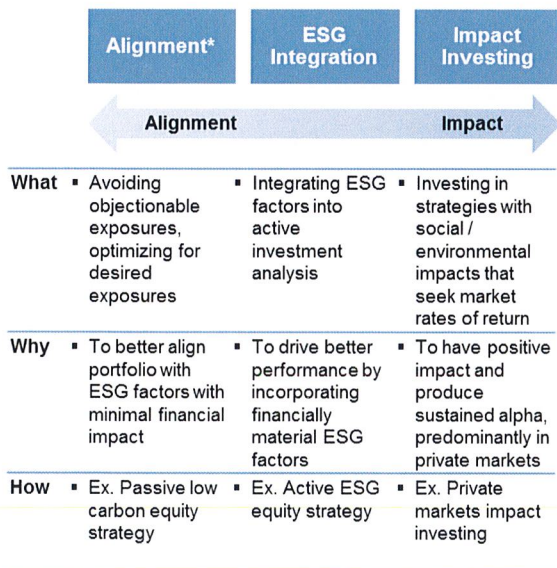 Alignment*
ESG
Integration
Impact
Investing
Alignment
Impact
What
▪ Avoiding
objectionable
exposures,
optimizing for
desired
exposures
▪ Integrating ESG
factors into
active
investment
analysis
▪ Investing in
strategies with
social /
environmental
impacts that
seek market
rates of return
Why
▪ To better align
portfolio with
ESG factors with
minimal financial
impact
▪ To drive better
performance by
incorporating
financially
material ESG
factors
▪ To have positive
impact and
produce
sustained alpha,
predominantly in
private markets
How
▪ Ex. Passive low
carbon equity
strategy
▪ Ex. Active ESG
equity strategy
▪ Ex. Private
markets impact
investing